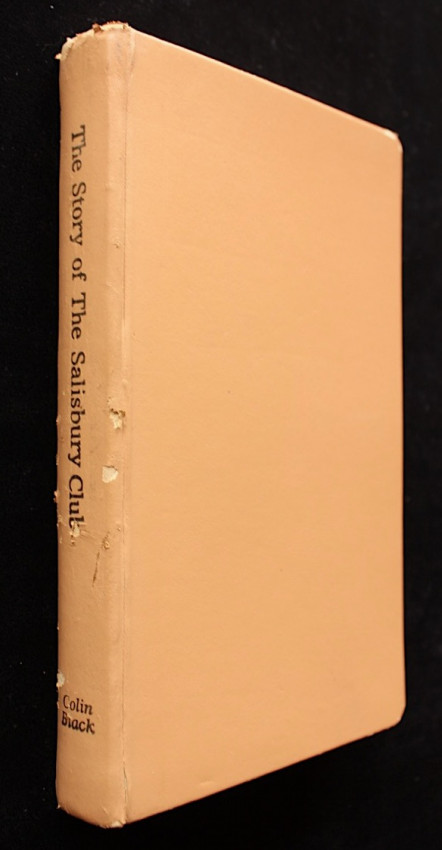 The Story of The Salisbury Club
Colin
Black